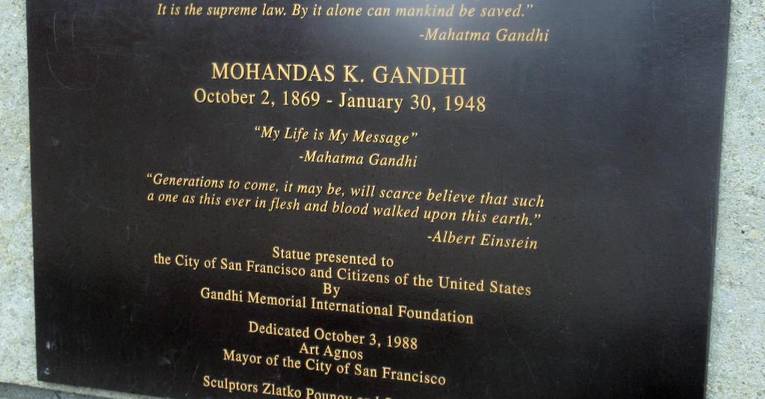 It is the supreme law. By it alone can mankind be saved."
-Mahatma Gandhi
MOHANDAS K. GANDHI
October 2, 1869 - January 30, 1948
"My Life is My Message"
-Mahatma Gandhi
"Generations to come, it may be, will scarce believe that such
a one as this ever in flesh and blood walked upon this earth."
-Albert Einstein
Statue presented to
the City of San Francisco and Citizens of the United States
By
Gandhi Memorial International Foundation
Dedicated October 3, 1988
Art Agnos
Mayor of the City of San Francisco
Sculptors Zlatko Pounov and